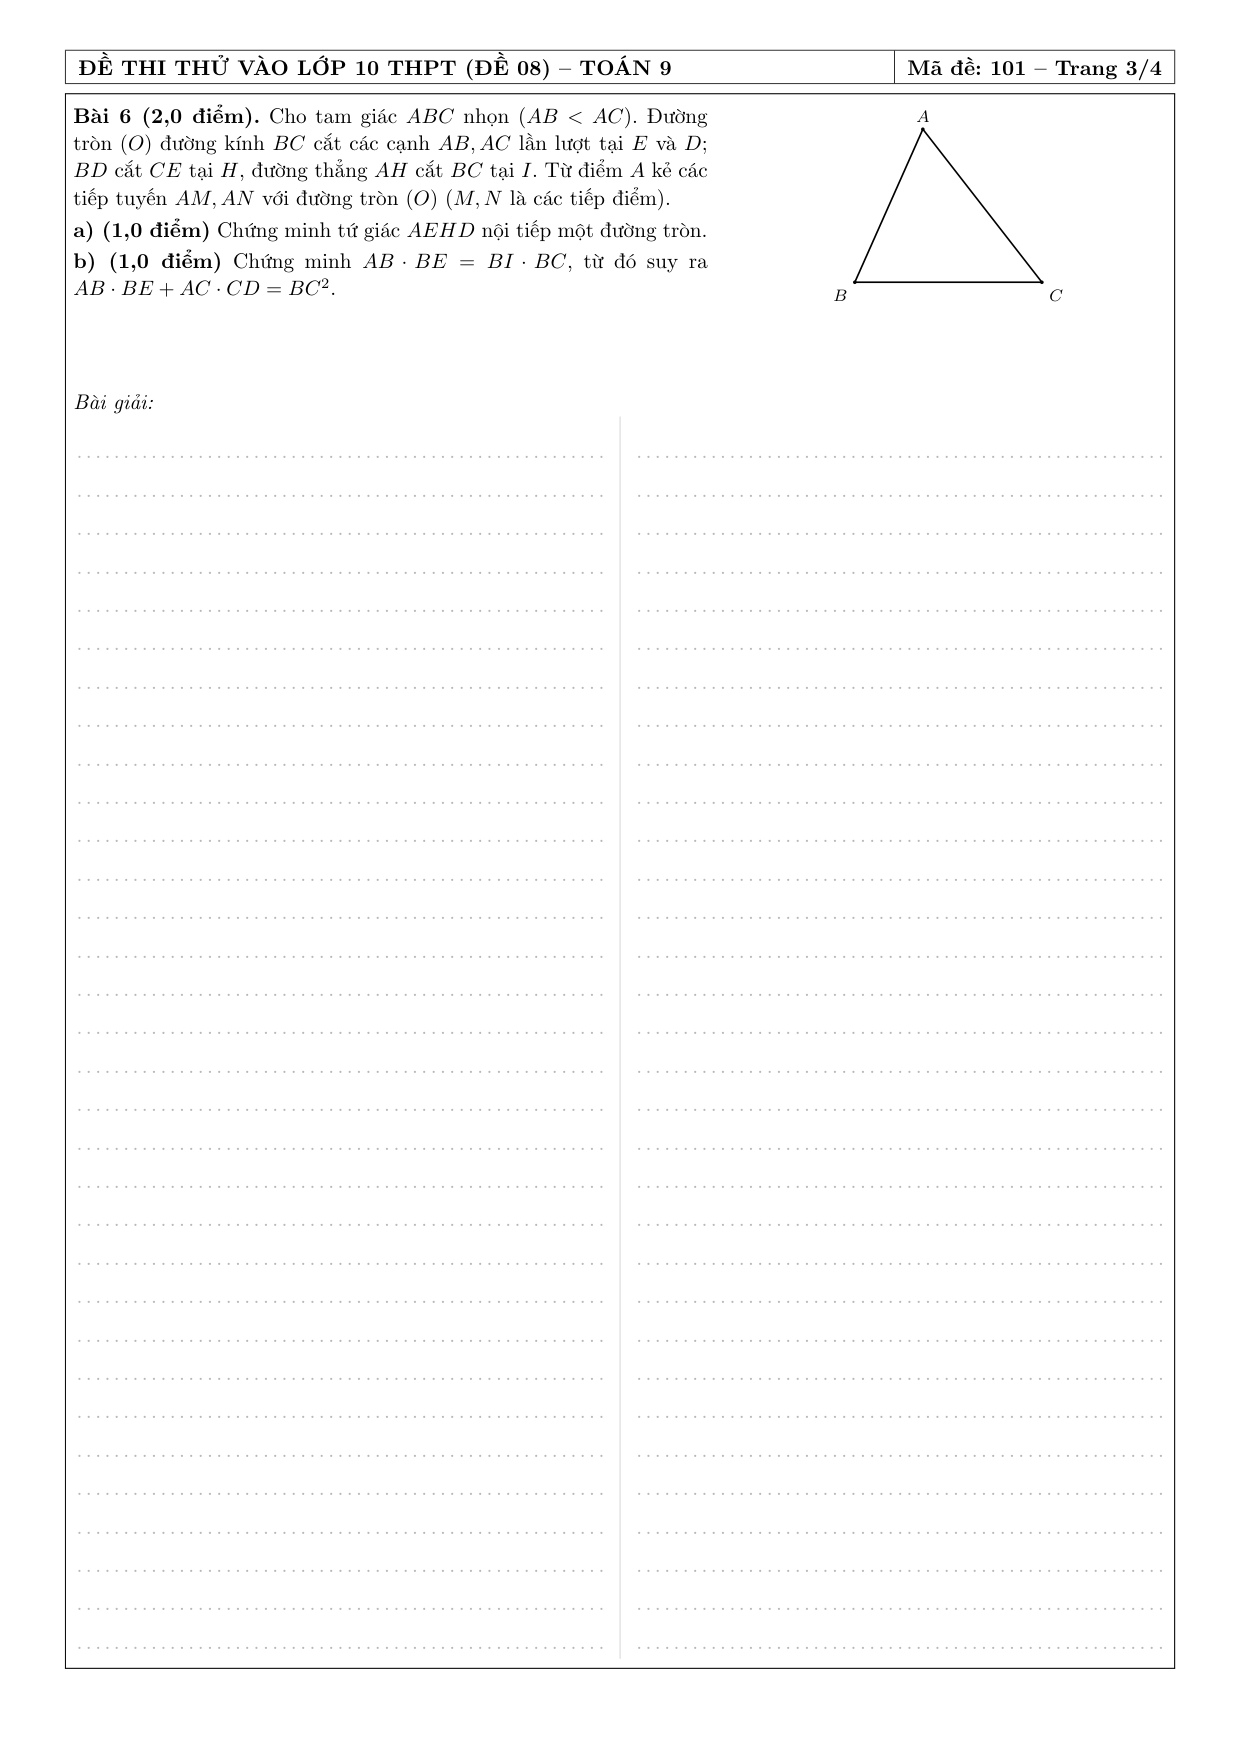 ĐỀ THI THỬ VÀO LỚP 10 THPT (ĐỀ 08) – TOÁN 9
Mã đề: 101 – Trang 3/4
Bài 6 (2,0 điểm). Cho tam giác ABC nhọn (AB < AC). Đường
tròn (O) đường kính BC cắt các cạnh AB, AC lần lượt tại E và D;
BD cắt CE tại H, đường thẳng AH cắt BC tại I. Từ điểm A kẻ các
tiếp tuyến AM, AN với đường tròn (O) (M, N là các tiếp điểm).
a) (1,0 điểm) Chứng minh tứ giác AEHD nội tiếp một đường tròn.
b) (1,0 điểm) Chứng minh AB · BE = BI · BC, từ đó suy ra
AB · BE + AC · CD = BC².
A
B
C
Bài giải: